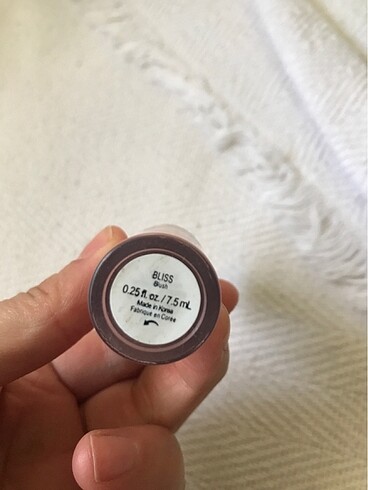 BLISS
Blush
0.25 fl. oz. / 7.5 mL
Made in Korea
Fabriqué en Corée